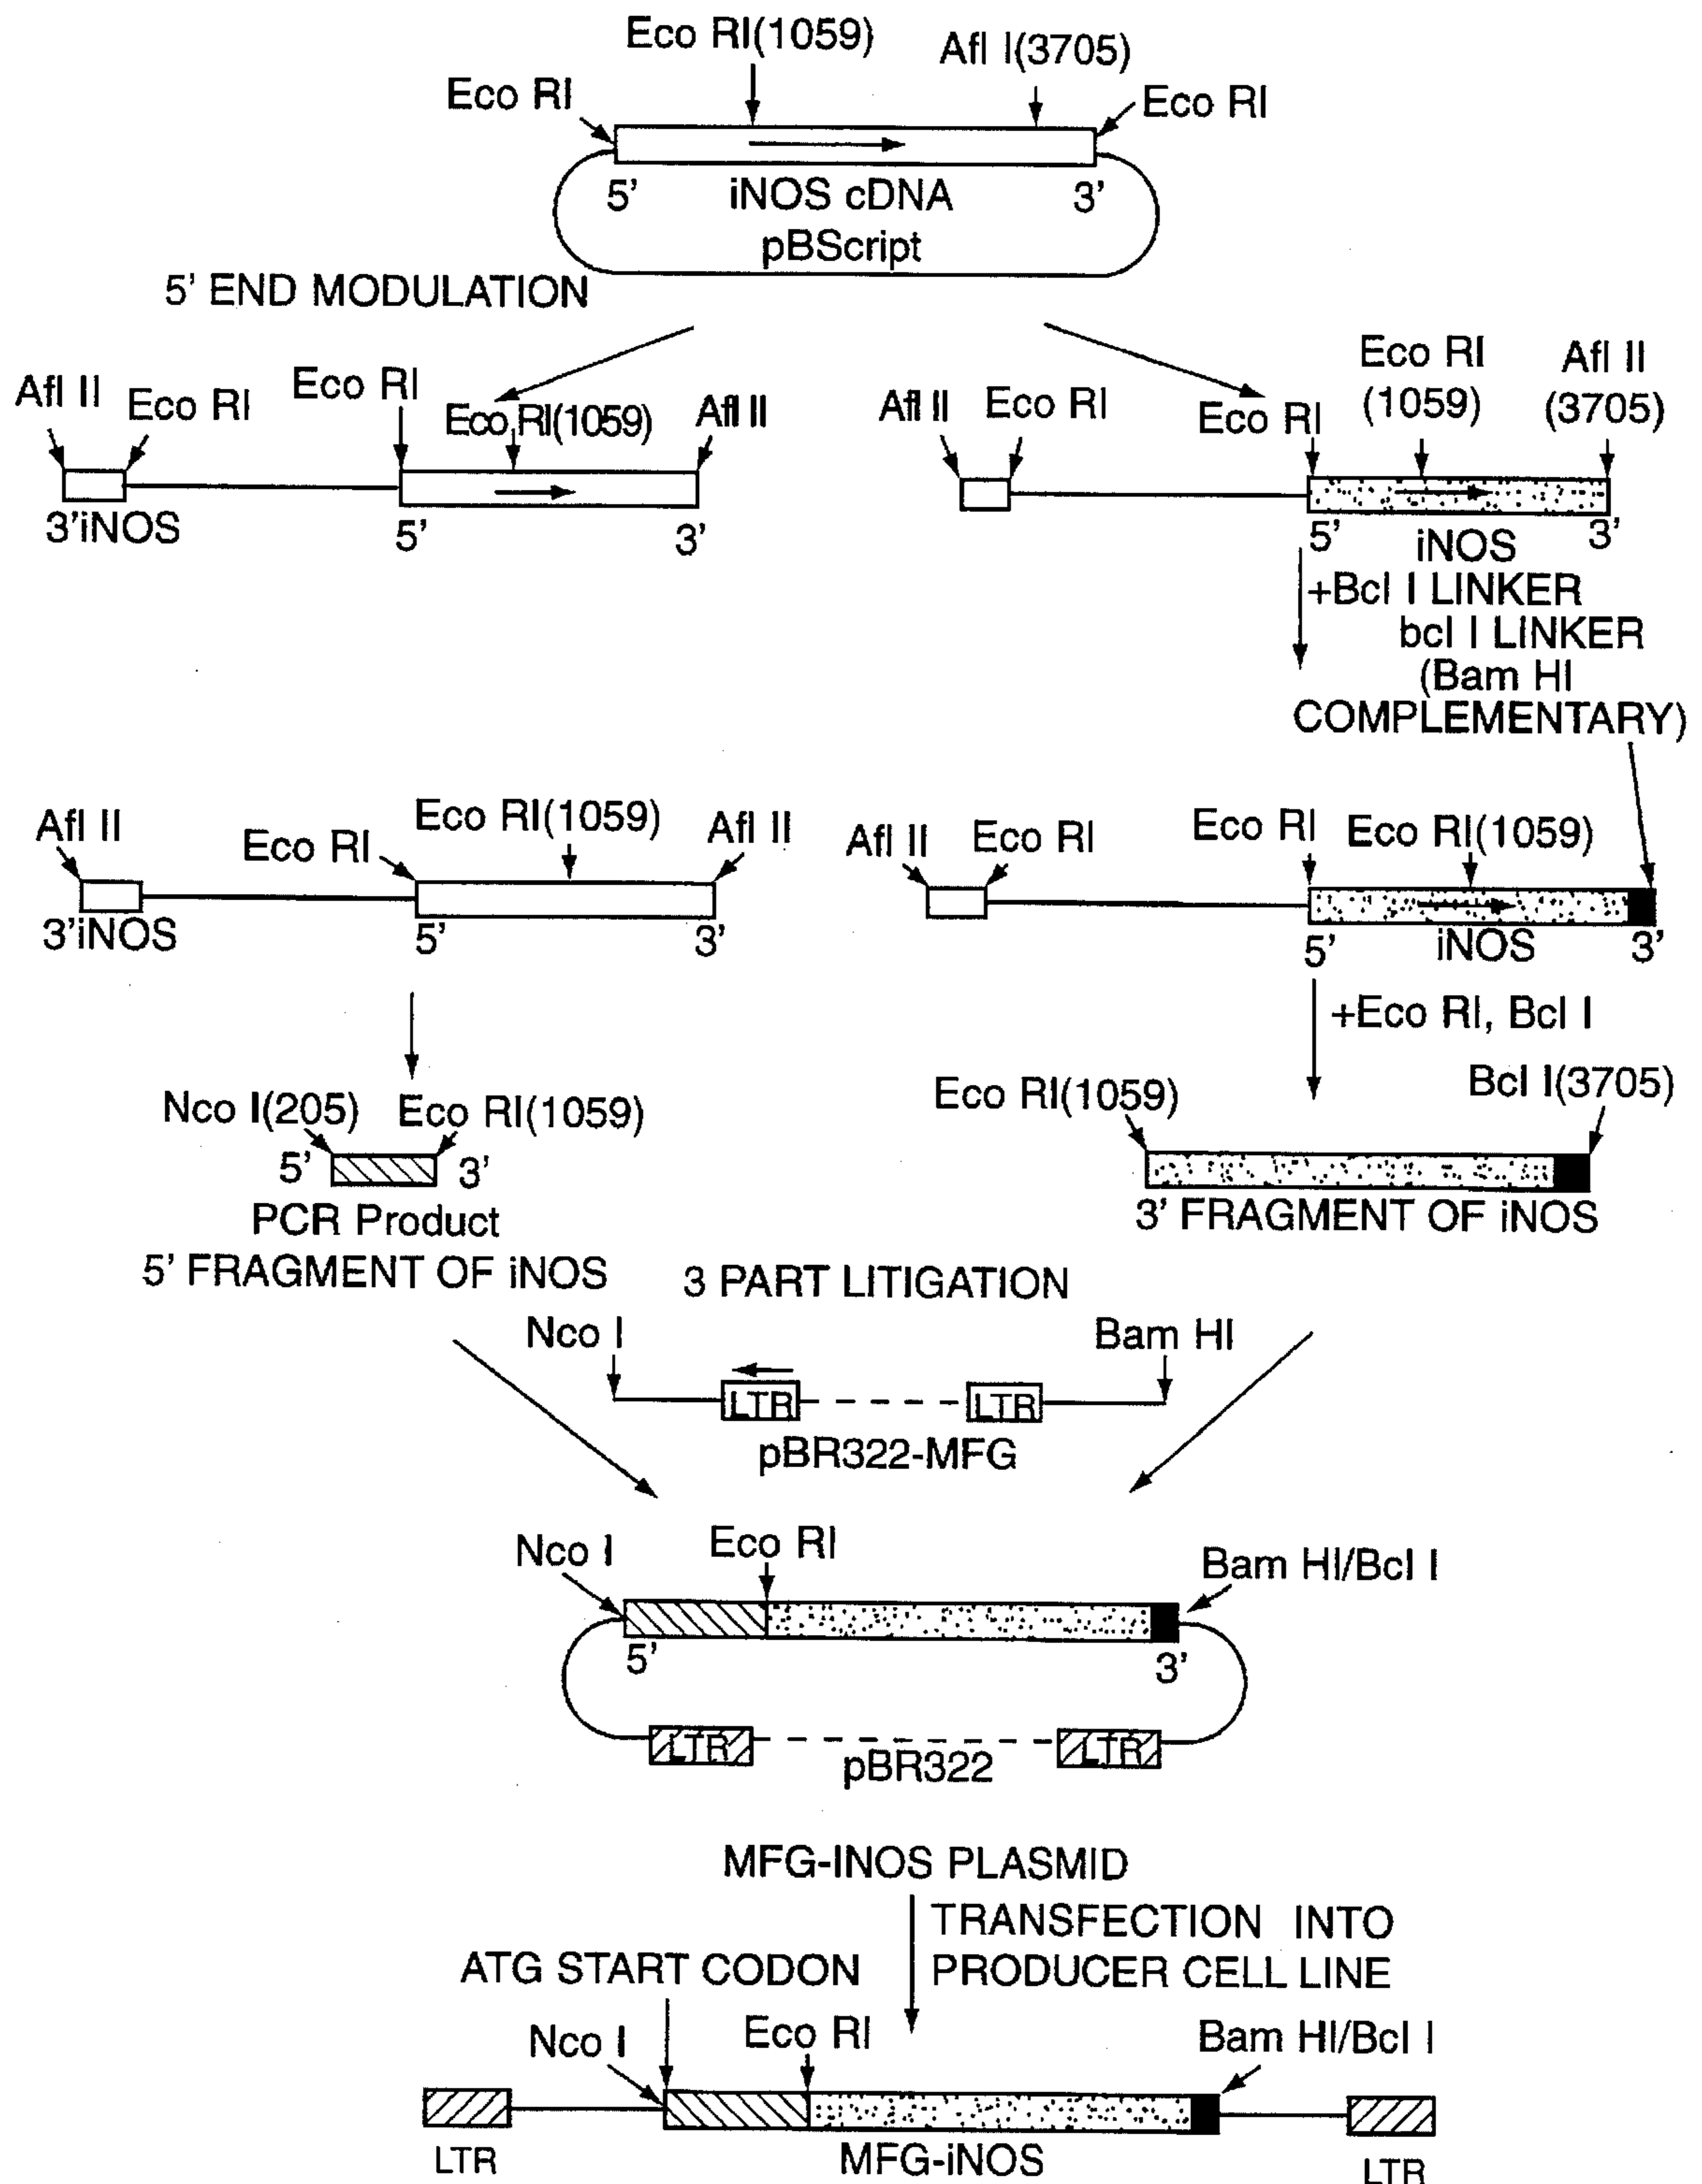 Eco RI(1059)
Afl I(3705)
Eco RI
Eco RI
5’ iNOS cDNA 3’
pBScript
5’ END MODULATION
Afl II
Eco RI
Eco RI
Eco RI(1059)
Afl II
3’iNOS
5’
3’
Afl II
Eco RI
Eco RI
Eco RI
(1059)
Afl II
(3705)
5’
iNOS
3’
+Bcl I LINKER
bcl I LINKER
(Bam HI
COMPLEMENTARY)
Afl II
Eco RI
Eco RI(1059)
Afl II
3’iNOS
5’
3’
Afl II
Eco RI
Eco RI
Eco RI(1059)
5’
iNOS
3’
+Eco RI, Bcl I
Nco I(205)
Eco RI(1059)
5’
3’
PCR Product
5’ FRAGMENT OF iNOS
Eco RI(1059)
Bcl I(3705)
3’ FRAGMENT OF iNOS
3 PART LITIGATION
Nco I
Bam HI
LTR
LTR
pBR322-MFG
Nco I
Eco RI
Bam HI/Bcl I
5’
3’
LTR
LTR
pBR322
MFG-INOS PLASMID
TRANSFECTION INTO
PRODUCER CELL LINE
ATG START CODON
Nco I
Eco RI
Bam HI/Bcl I
LTR
MFG-iNOS
LTR